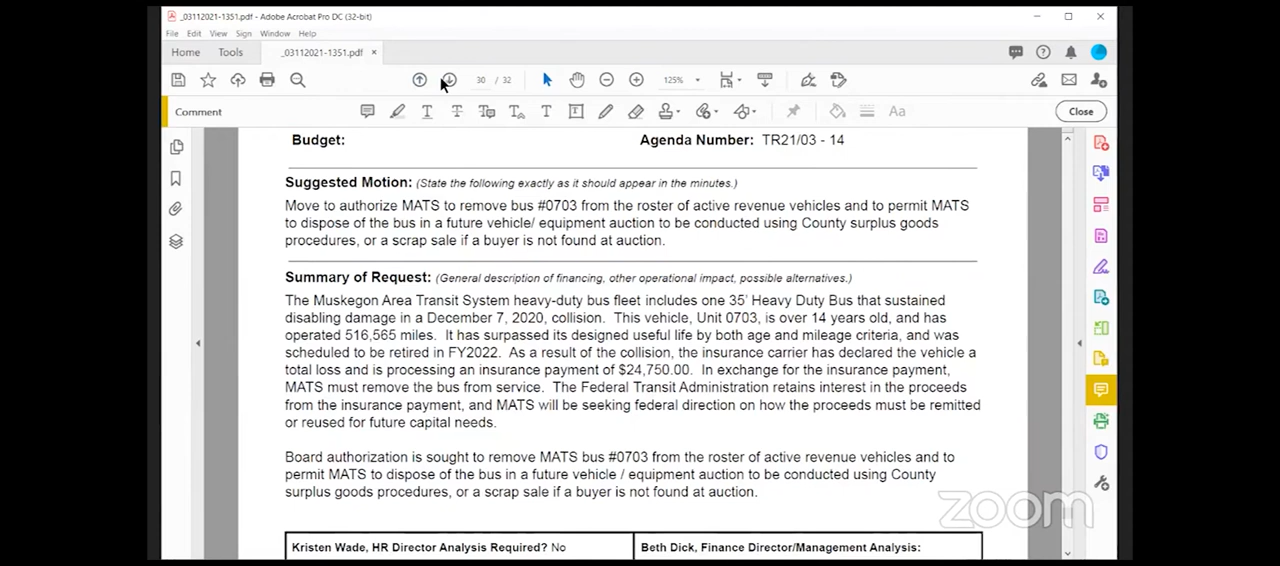 _03112021-1351.pdf - Adobe Acrobat Pro DC (32-bit)
File Edit View Sign Window Help
Home Tools _03112021-1351.pdf ×
30 / 32 125%
Comment Aa Close
Budget: Agenda Number: TR21/03 - 14
Suggested Motion: (State the following exactly as it should appear in the minutes.)
Move to authorize MATS to remove bus #0703 from the roster of active revenue vehicles and to permit MATS
to dispose of the bus in a future vehicle/ equipment auction to be conducted using County surplus goods
procedures, or a scrap sale if a buyer is not found at auction.
Summary of Request: (General description of financing, other operational impact, possible alternatives.)
The Muskegon Area Transit System heavy-duty bus fleet includes one 35' Heavy Duty Bus that sustained
disabling damage in a December 7, 2020, collision. This vehicle, Unit 0703, is over 14 years old, and has
operated 516,565 miles. It has surpassed its designed useful life by both age and mileage criteria, and was
scheduled to be retired in FY2022. As a result of the collision, the insurance carrier has declared the vehicle a
total loss and is processing an insurance payment of $24,750.00. In exchange for the insurance payment,
MATS must remove the bus from service. The Federal Transit Administration retains interest in the proceeds
from the insurance payment, and MATS will be seeking federal direction on how the proceeds must be remitted
or reused for future capital needs.
Board authorization is sought to remove MATS bus #0703 from the roster of active revenue vehicles and to
permit MATS to dispose of the bus in a future vehicle / equipment auction to be conducted using County
surplus goods procedures, or a scrap sale if a buyer is not found at auction.
zoom
Kristen Wade, HR Director Analysis Required? No Beth Dick, Finance Director/Management Analysis: